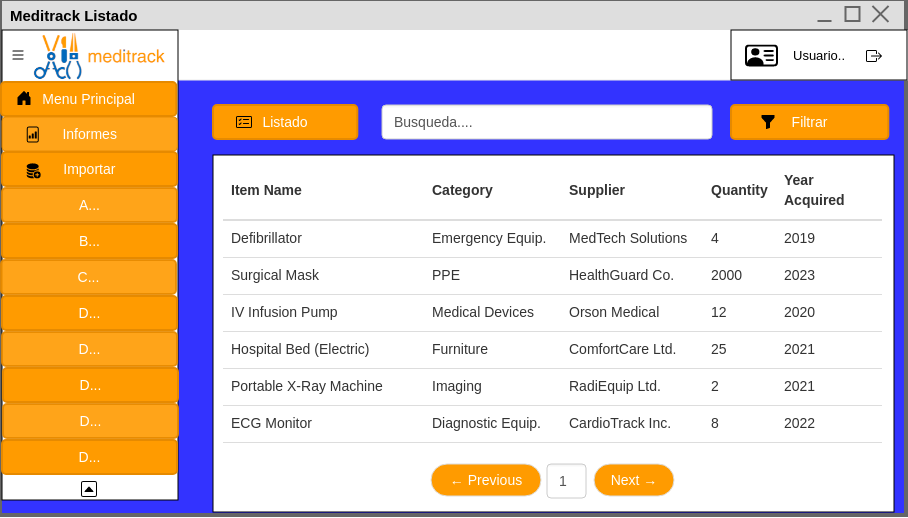 Meditrack Listado
meditrack
Usuario..
Menu Principal
Informes
Importar
A...
B...
C...
D...
D...
D...
D...
D...
Listado
Busqueda....
Filtrar
Item Name Category Supplier Quantity Year Acquired
Defibrillator Emergency Equip. MedTech Solutions 4 2019
Surgical Mask PPE HealthGuard Co. 2000 2023
IV Infusion Pump Medical Devices Orson Medical 12 2020
Hospital Bed (Electric) Furniture ComfortCare Ltd. 25 2021
Portable X-Ray Machine Imaging RadiEquip Ltd. 2 2021
ECG Monitor Diagnostic Equip. CardioTrack Inc. 8 2022
← Previous 1 Next →